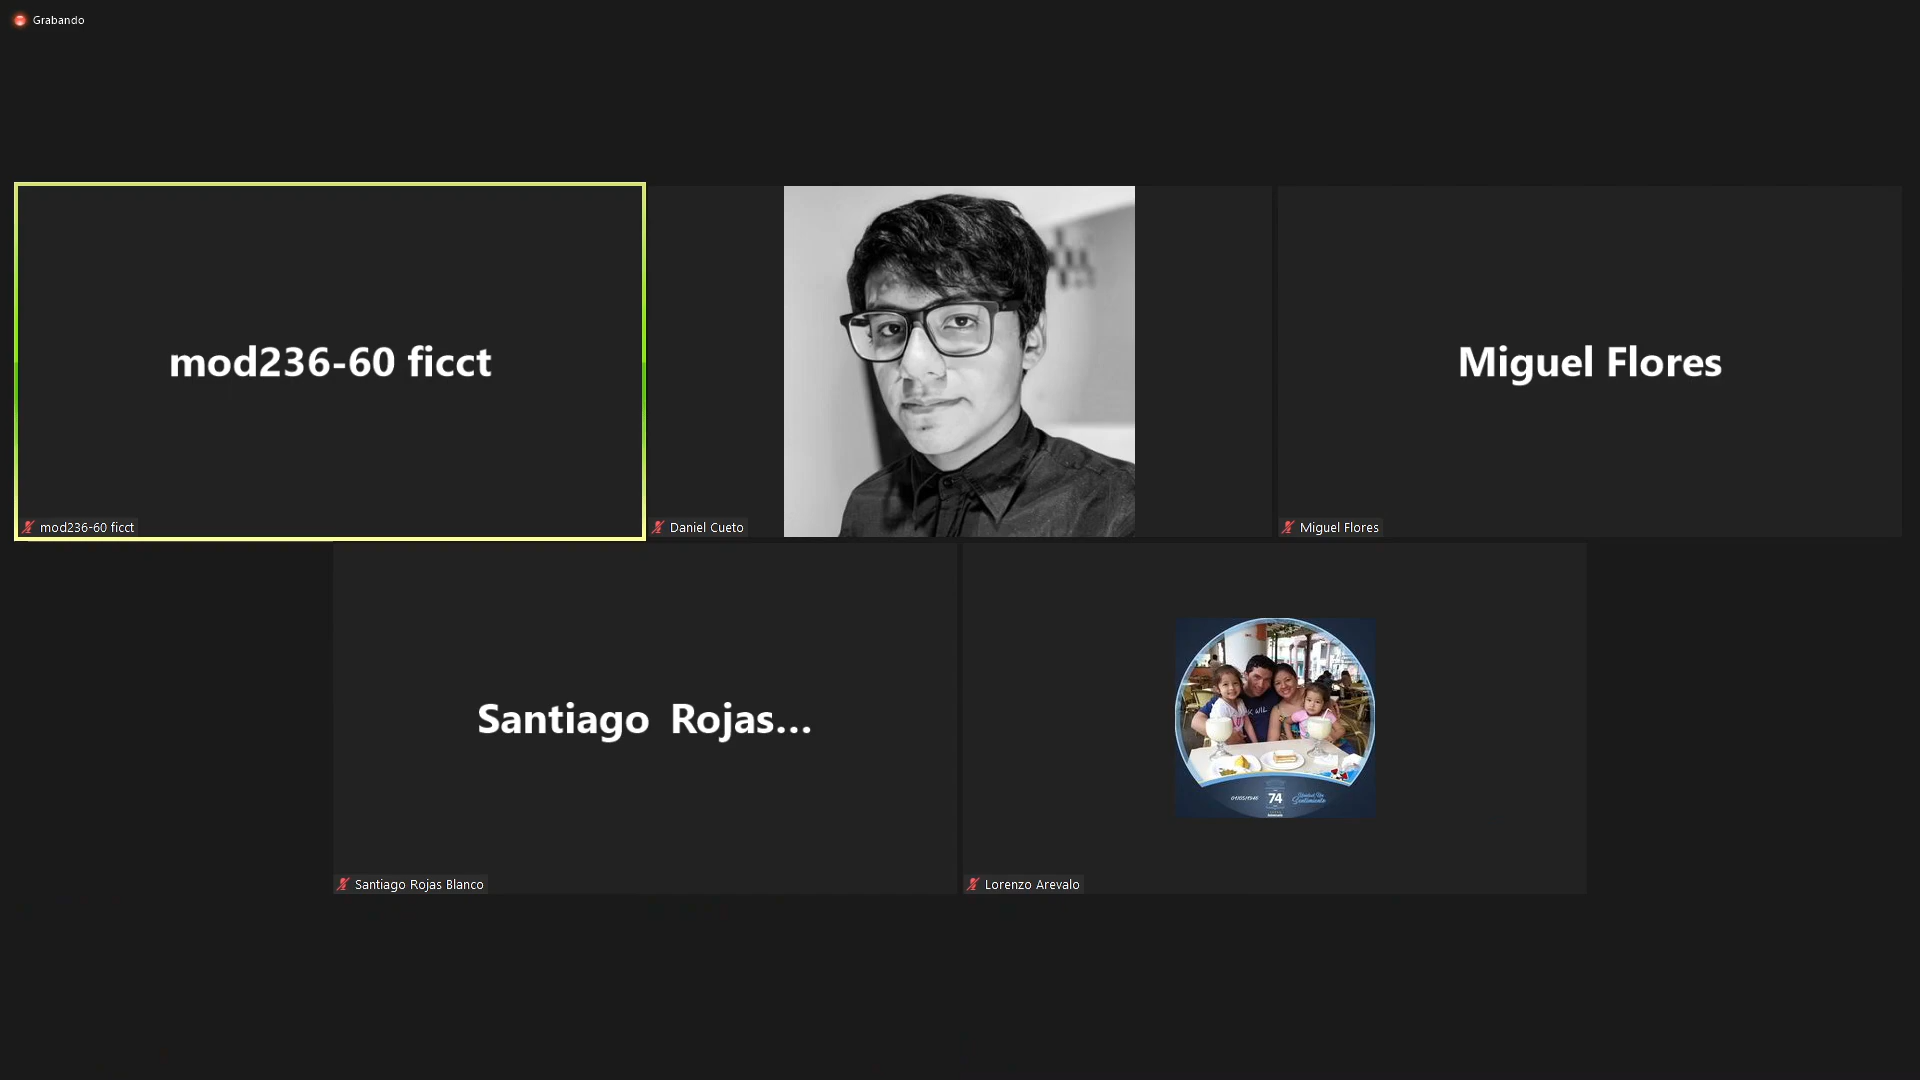 Grabando
mod236-60 ficct
Miguel Flores
mod236-60 ficct
Daniel Cueto
Miguel Flores
Santiago  Rojas...
74
Santiago Rojas Blanco
Lorenzo Arevalo